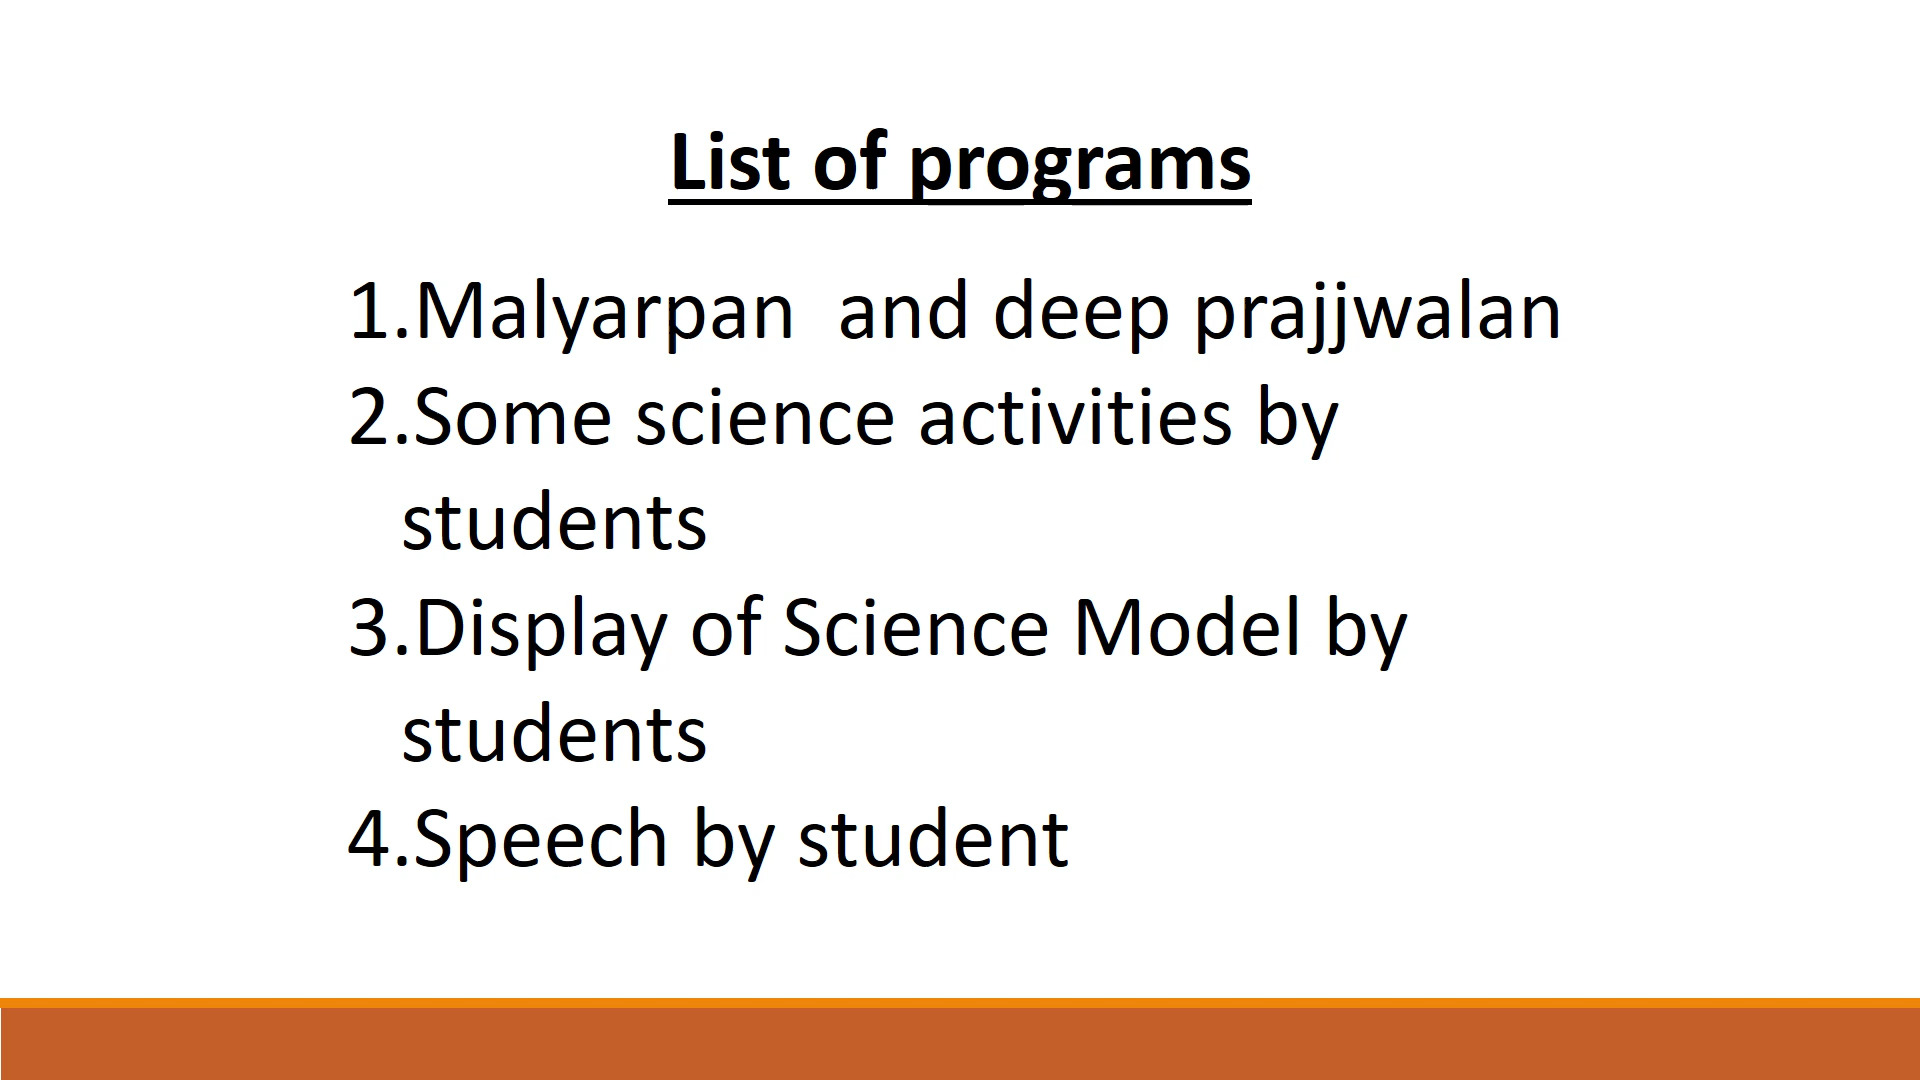 List of programs
1.Malyarpan  and deep prajjwalan
2.Some science activities by
students
3.Display of Science Model by
students
4.Speech by student